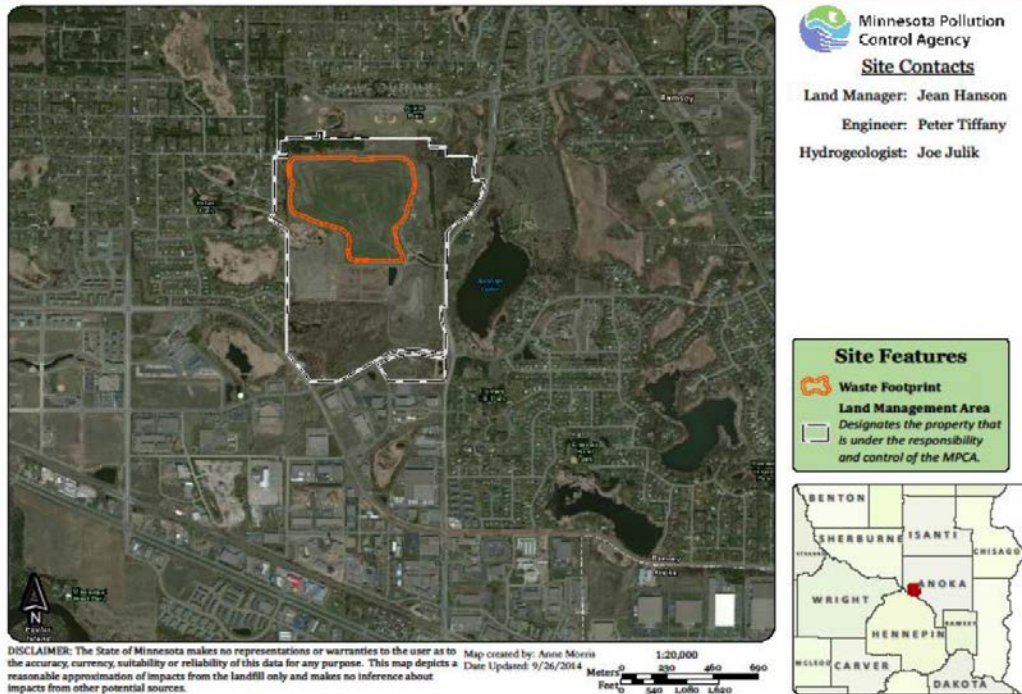 Minnesota Pollution
Control Agency
Site Contacts
Land Manager: Jean Hanson
Engineer: Peter Tiffany
Hydrogeologist: Joe Julik
Ramsey
Ramsey
Anoka
Site Features
Waste Footprint
Land Management Area
Designates the property that
is under the responsibility
and control of the MPCA.
BENTON
SHERBURNE
ISANTI
CHISAGO
WRIGHT
ANOKA
RAMSEY
HENNEPIN
MCLEOD
CARVER
DAKOTA
N
DISCLAIMER: The State of Minnesota makes no representations or warranties to the user as to
the accuracy, currency, suitability or reliability of this data for any purpose. This map depicts a
reasonable approximation of impacts from the landfill only and makes no inference about
impacts from other potential sources.
Map created by: Anne Morris
Date Updated: 9/26/2014
1:20,000
Meters
0 230 460 690
Feet
0 540 1,080 1,620